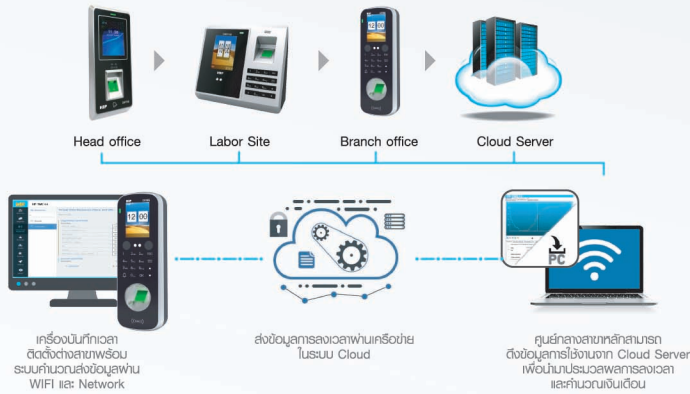 Head office
Labor Site
Branch office
Cloud Server
12 00
PC
เครื่องบันทึกเวลา
ติดตั้งต่างสาขาพร้อม
ระบบคำนวณส่งข้อมูลผ่าน
WIFI และ Network
ส่งข้อมูลการลงเวลาผ่านเครือข่าย
ในระบบ Cloud
ศูนย์กลางสาขาหลักสามารถ
ดึงข้อมูลการใช้งานจาก Cloud Server
เพื่อนำมาประมวลผลการลงเวลา
และคำนวณเงินเดือน